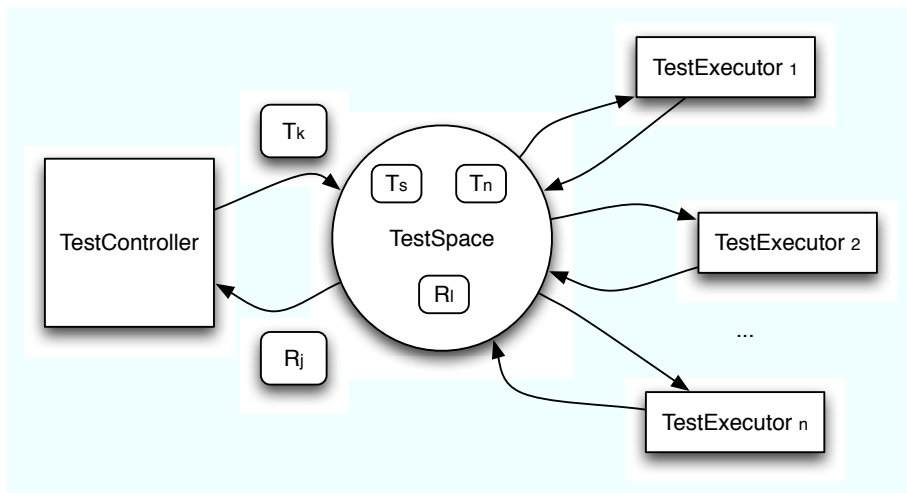 TestExecutor 1
Tk
Ts
Tn
TestController
TestSpace
TestExecutor 2
Rl
...
Rj
TestExecutor n